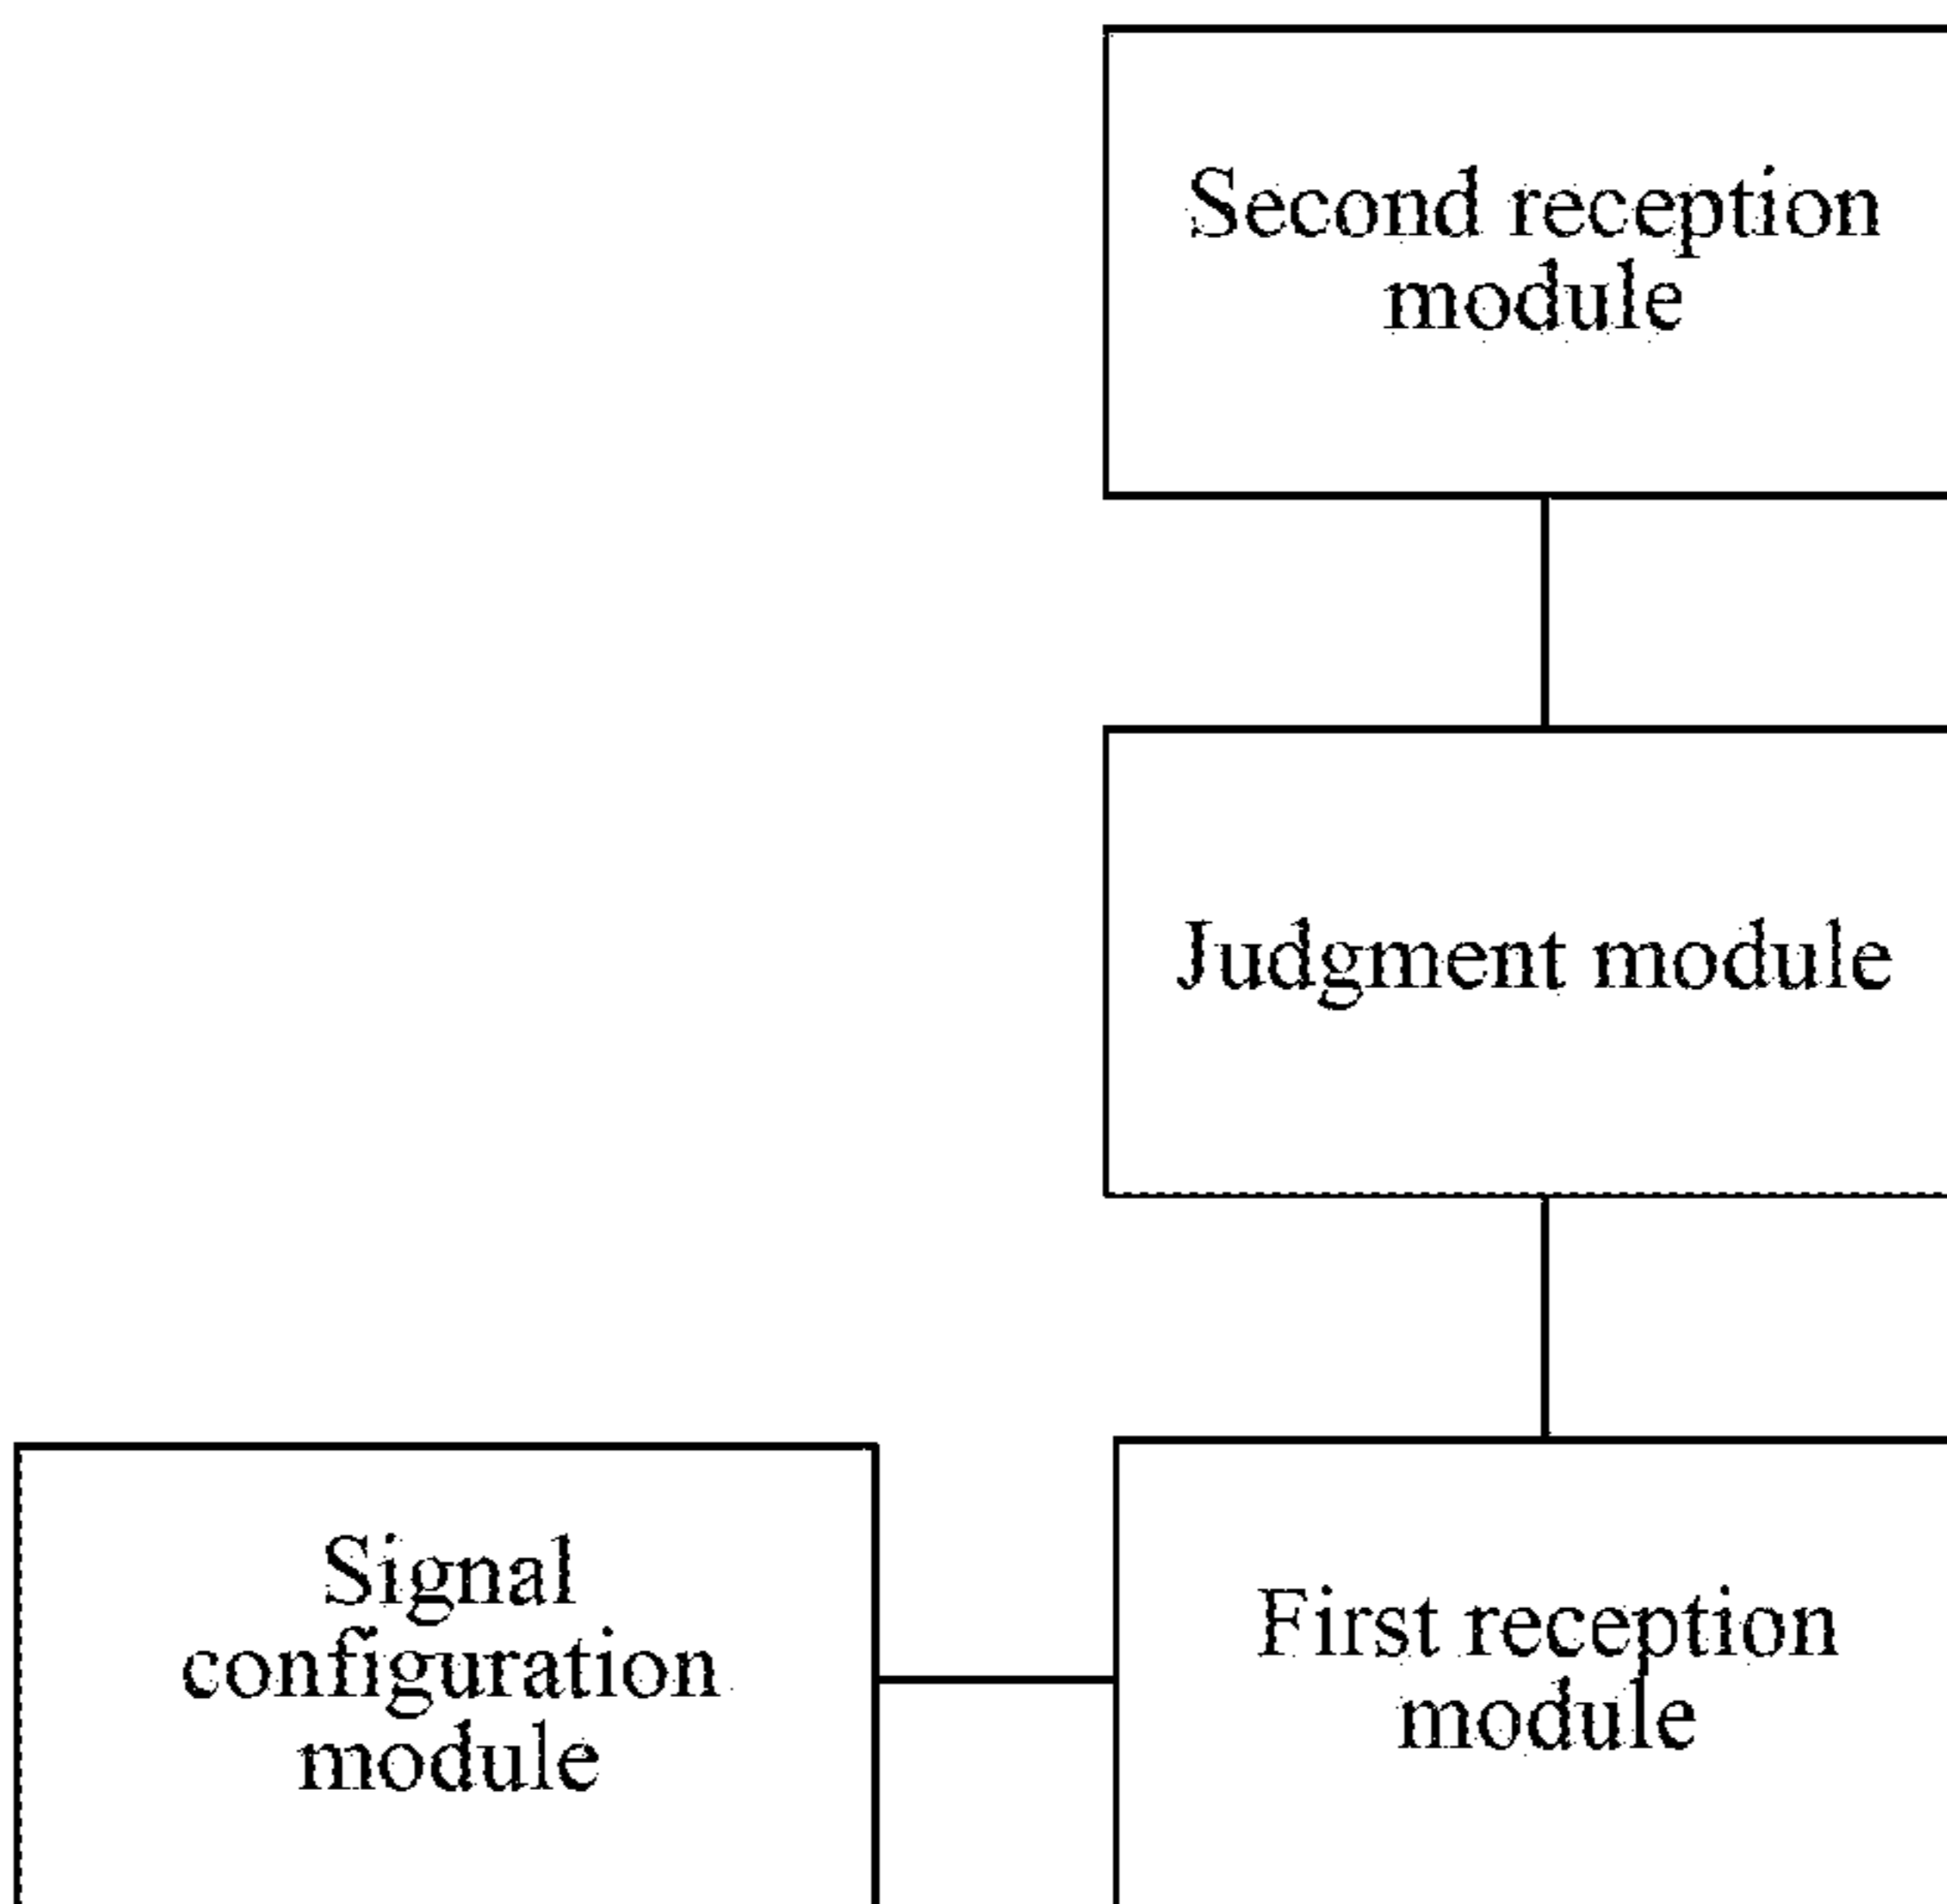 Second reception
module
Judgment module
Signal
configuration
module
First reception
module